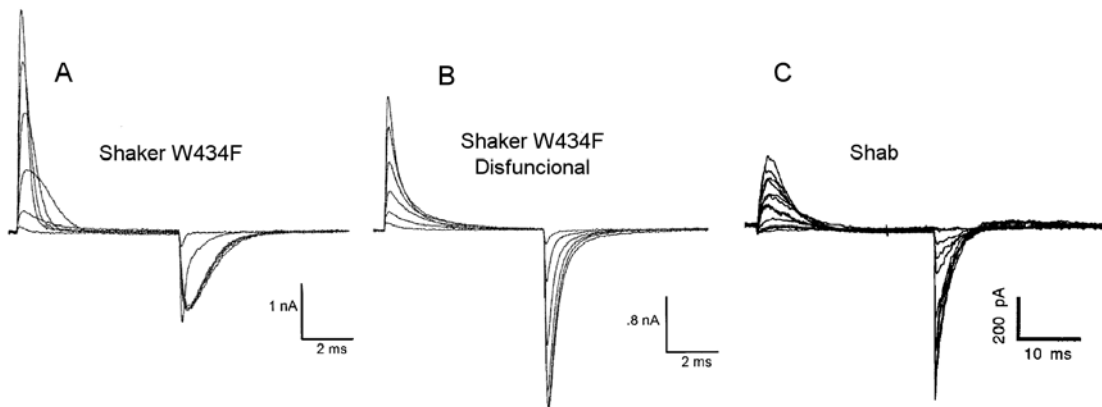 A
Shaker W434F
1 nA
2 ms
B
Shaker W434F
Disfuncional
.8 nA
2 ms
C
Shab
200 pA
10 ms